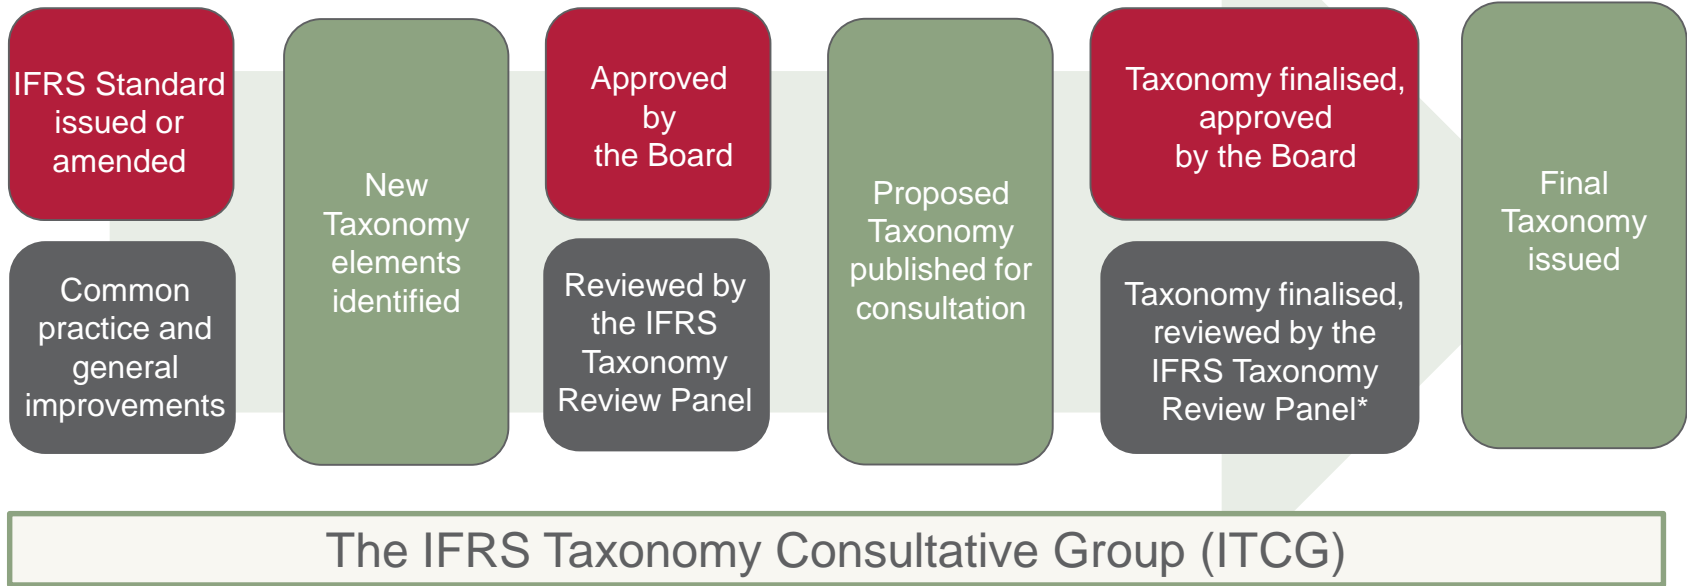 IFRS Standard
issued or
amended
Common
practice and
general
improvements
New
Taxonomy
elements
identified
Approved
by
the Board
Reviewed by
the IFRS
Taxonomy
Review Panel
Proposed
Taxonomy
published for
consultation
Taxonomy finalised,
approved
by the Board
Taxonomy finalised,
reviewed by the
IFRS Taxonomy
Review Panel*
Final
Taxonomy
issued
The IFRS Taxonomy Consultative Group (ITCG)